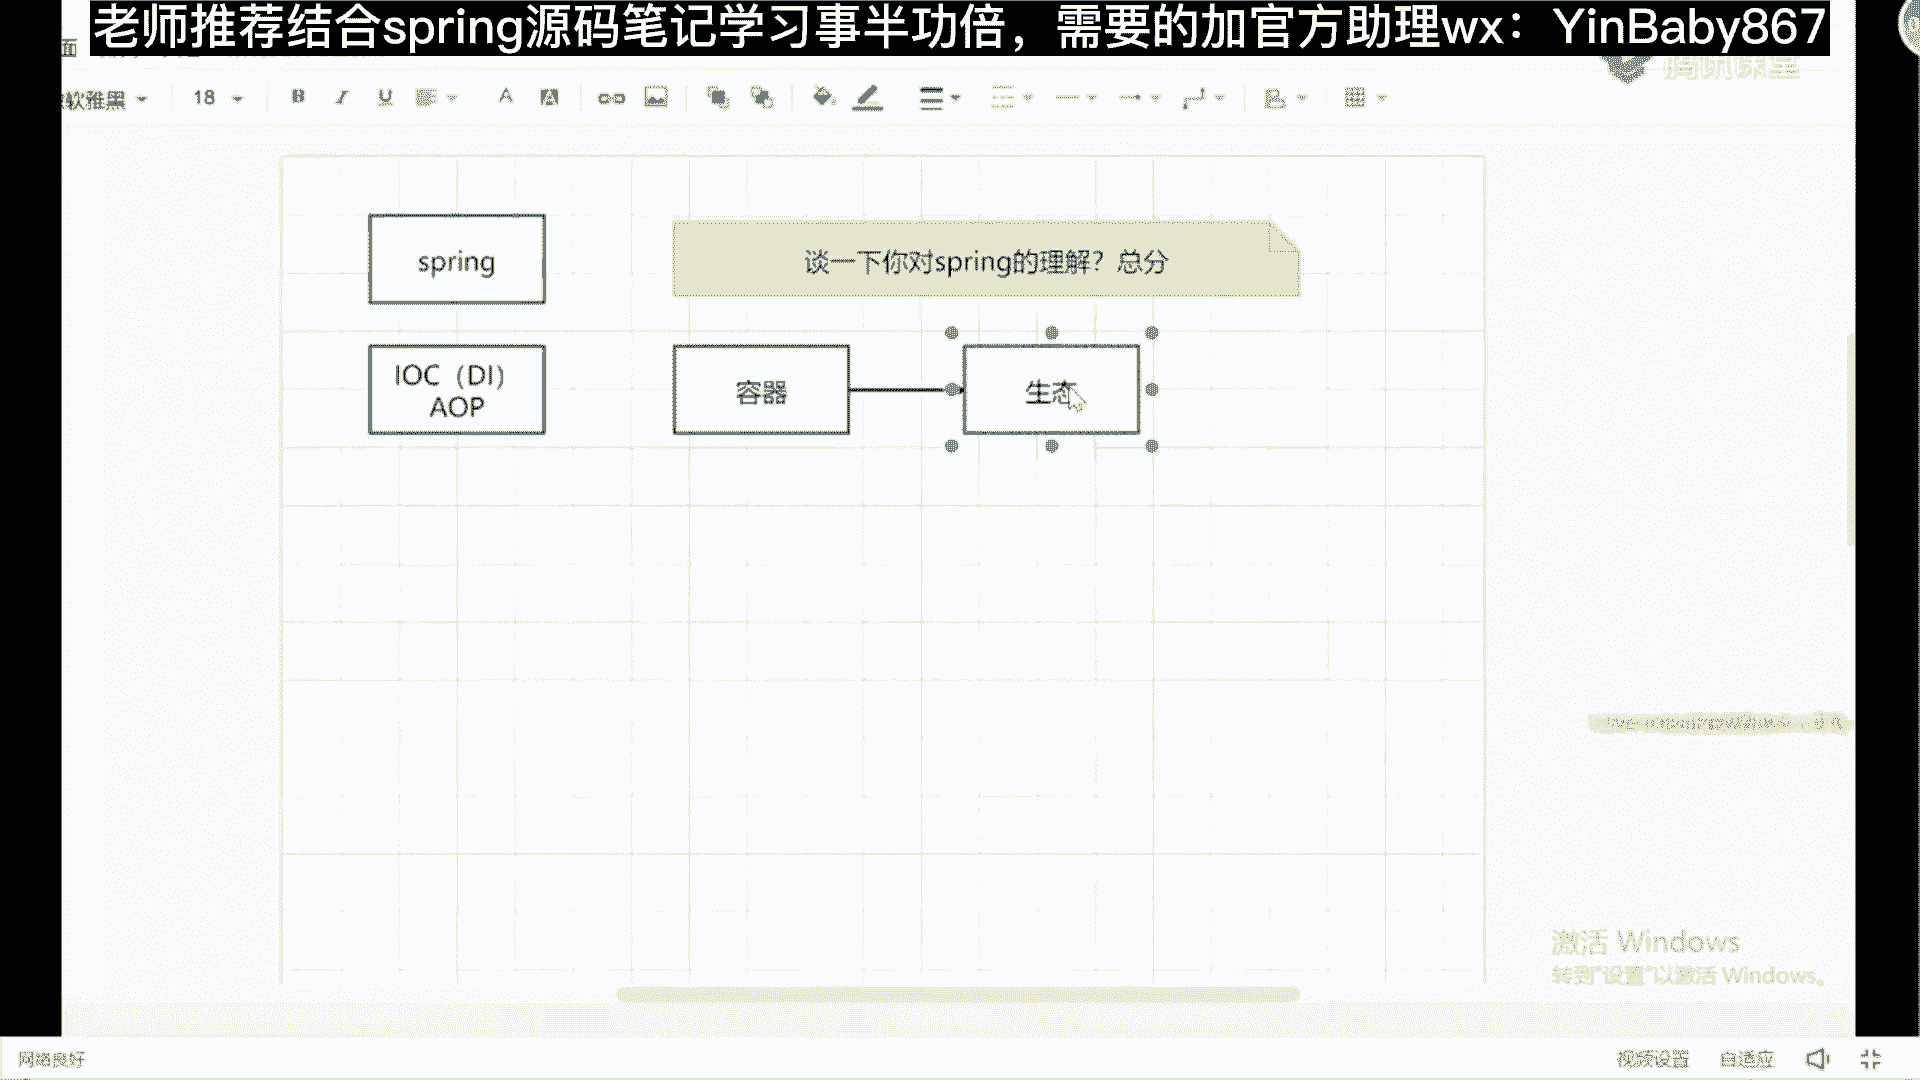 老师推荐结合spring源码笔记学习事半功倍，需要的加官方助理wx：YinBaby867
面
软雅黑
18
B I U A A
spring
谈一下你对spring的理解？总分
IOC（DI）
AOP
容器
生态
激活 Windows
转到"设置"以激活 Windows。
网络良好
视频设置
自适应